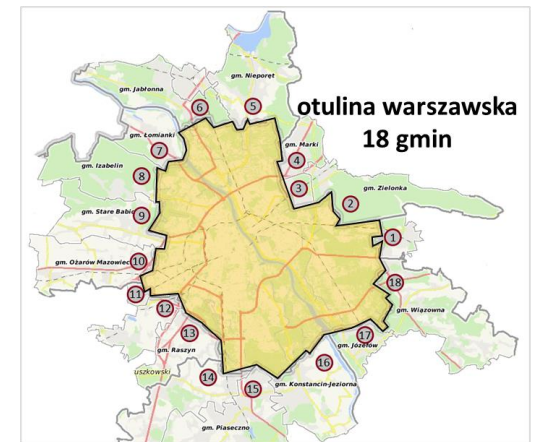 gm. Nieporęt
gm. Jabłonna
6
5
otulina warszawska
18 gmin
gm. Łomianki
7
gm. Marki
4
gm. Izabelin
8
3
gm. Zielonka
2
gm. Stare Babice
9
1
gm. Ożarów Mazowiec
10
18
11
12
gm. Wiązowna
13
17
gm. Raszyn
gm. Józefów
16
uszkowski
14
15
gm. Konstancin-Jeziorna
gm. Piaseczno